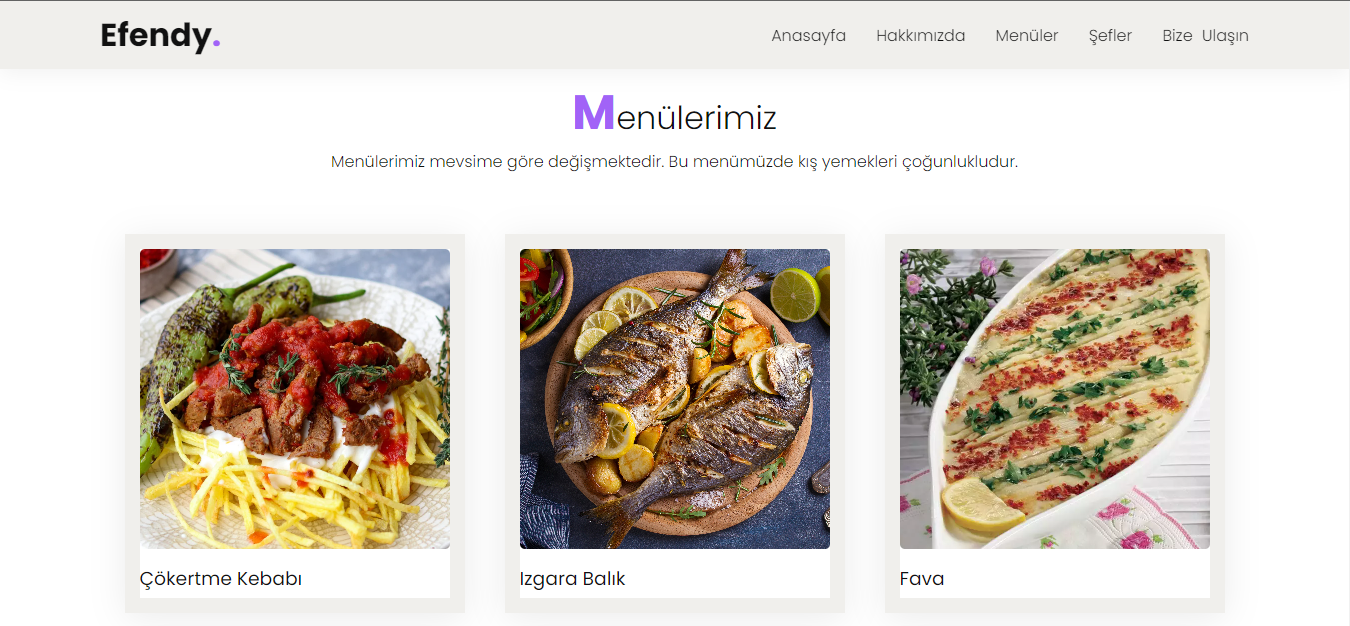 Efendy.
Anasayfa Hakkımızda Menüler Şefler Bize Ulaşın
Menülerimiz
Menülerimiz mevsime göre değişmektedir. Bu menümüzde kış yemekleri çoğunlukludur.
Çökertme Kebabı
Izgara Balık
Fava